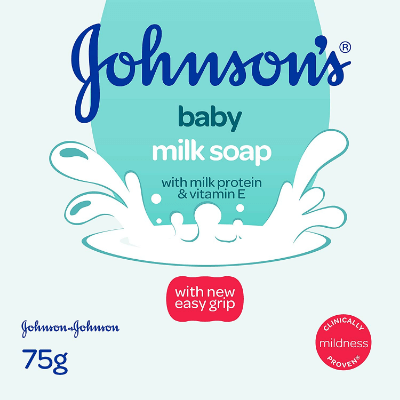 Johnson's®
baby
milk soap
with milk protein
& vitamin E
with new
easy grip
Johnson & Johnson
75g
CLINICALLY
mildness
PROVEN®